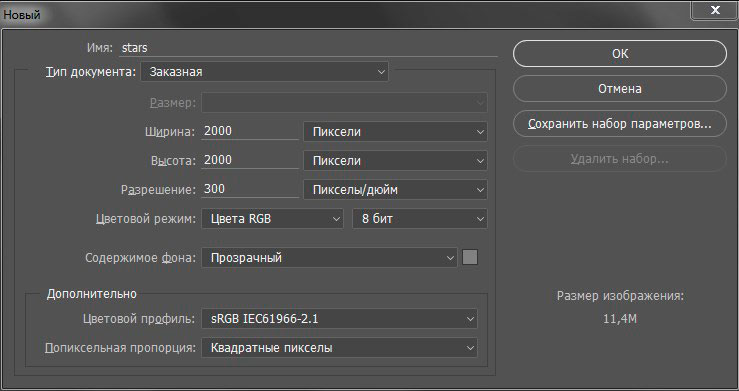 Новый
x
Имя: stars
OK
Тип документа: Заказная
Отмена
Размер:
Сохранить набор параметров...
Ширина: 2000 Пиксели
Высота: 2000 Пиксели
Удалить набор...
Разрешение: 300 Пикселы/дюйм
Цветовой режим: Цвета RGB 8 бит
Содержимое фона: Прозрачный
Дополнительно
Размер изображения:
Цветовой профиль: sRGB IEC61966-2.1
11,4M
Попиксельная пропорция: Квадратные пикселы